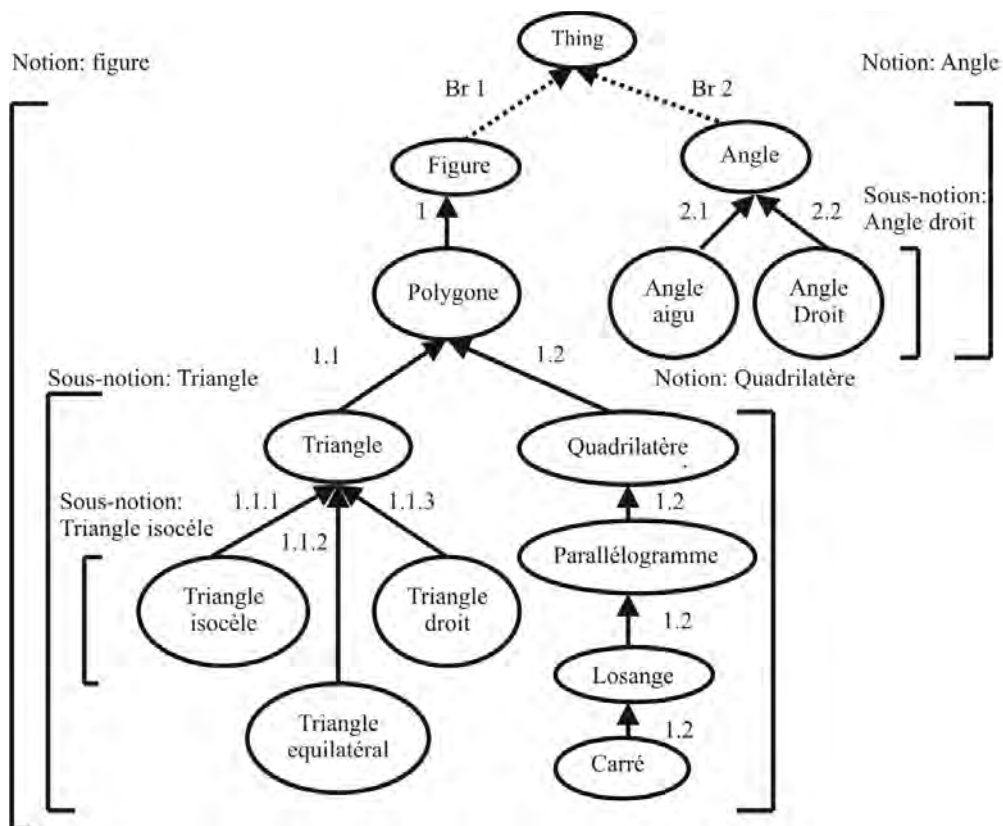 Thing
Notion: figure
Notion: Angle
Br 1
Br 2
Figure
Angle
Sous-notion:
Angle droit
1
2.1
2.2
Polygone
Angle
aigu
Angle
Droit
1.1
1.2
Sous-notion: Triangle
Notion: Quadrilatère
Triangle
Quadrilatère
Sous-notion:
Triangle isocéle
1.1.1
1.1.2
1.1.3
1.2
Parallélogramme
Triangle
isocèle
Triangle
droit
1.2
Losange
Triangle
equilatéral
1.2
Carré